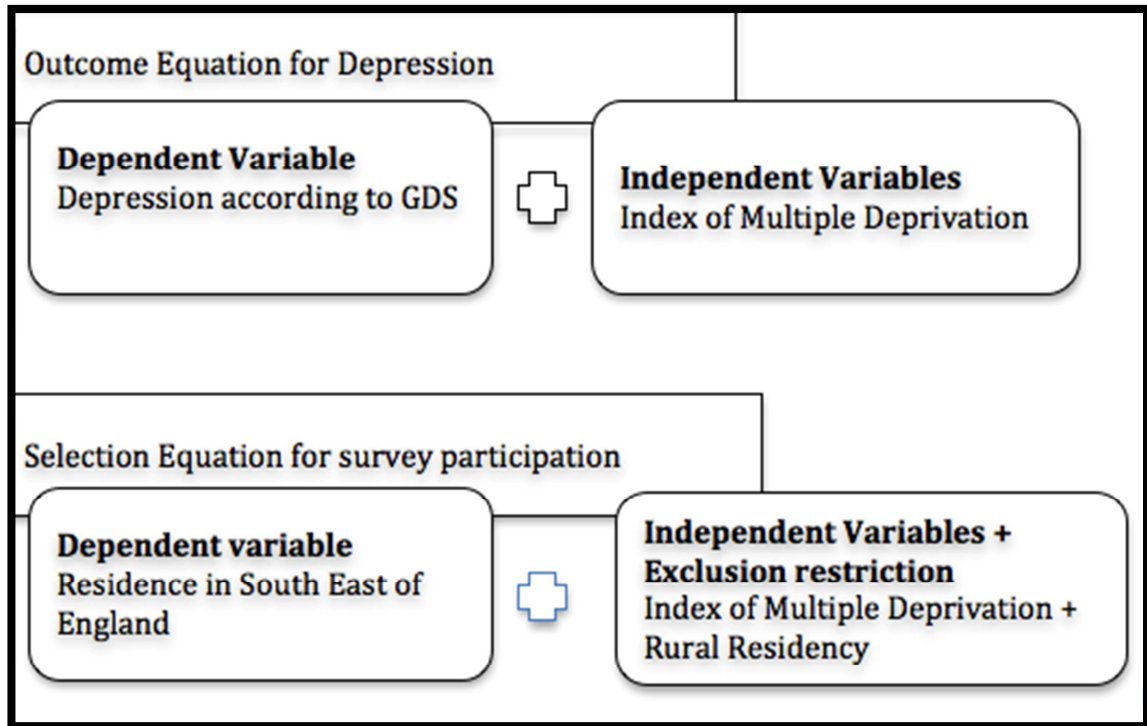 Outcome Equation for Depression
Dependent Variable
Depression according to GDS
Independent Variables
Index of Multiple Deprivation
Selection Equation for survey participation
Dependent variable
Residence in South East of
England
Independent Variables +
Exclusion restriction
Index of Multiple Deprivation +
Rural Residency